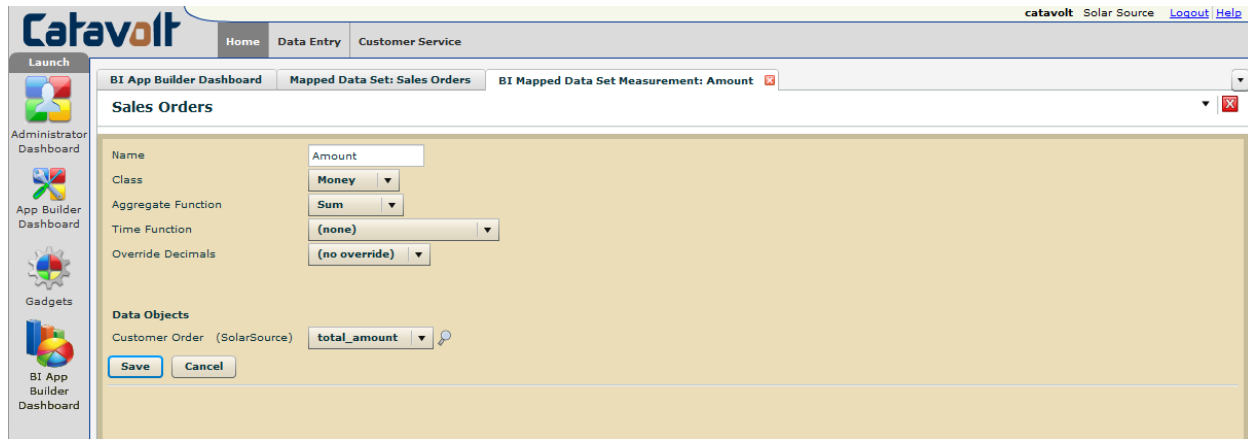 catavolt Solar Source Logout Help
Catavolt
Home Data Entry Customer Service
Launch
Administrator
Dashboard
App Builder
Dashboard
Gadgets
BI App
Builder
Dashboard
BI App Builder Dashboard Mapped Data Set: Sales Orders BI Mapped Data Set Measurement: Amount
Sales Orders
Name Amount
Class Money
Aggregate Function Sum
Time Function (none)
Override Decimals (no override)
Data Objects
Customer Order (SolarSource) total_amount
Save Cancel